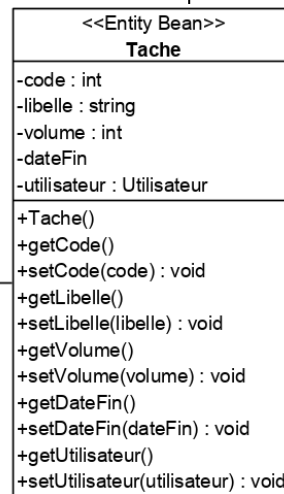 <<Entity Bean>>
Tache
-code : int
-libelle : string
-volume : int
-dateFin
-utilisateur : Utilisateur
+Tache()
+getCode()
+setCode(code) : void
+getLibelle()
+setLibelle(libelle) : void
+getVolume()
+setVolume(volume) : void
+getDateFin()
+setDateFin(dateFin) : void
+getUtilisateur()
+setUtilisateur(utilisateur) : void